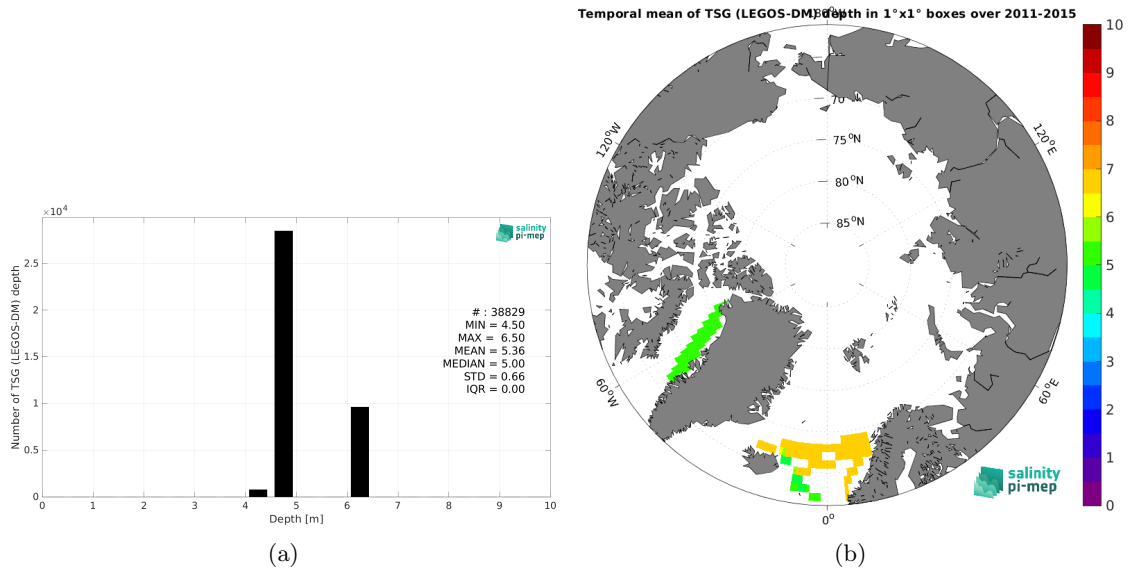 ×10⁴
2.5
2
1.5
1
0.5
0
Number of TSG (LEGOS-DM) depth
salinity
pi-mep
# : 38829
MIN = 4.50
MAX = 6.50
MEAN = 5.36
MEDIAN = 5.00
STD = 0.66
IQR = 0.00
0 1 2 3 4 5 6 7 8 9 10
Depth [m]
(a)
Temporal mean of TSG (LEGOS-DM) depth in 1°x1° boxes over 2011-2015
120°W
120°E
75°N
80°N
85°N
60°W
60°E
0°
salinity
pi-mep
10
9
8
7
6
5
4
3
2
1
0
(b)